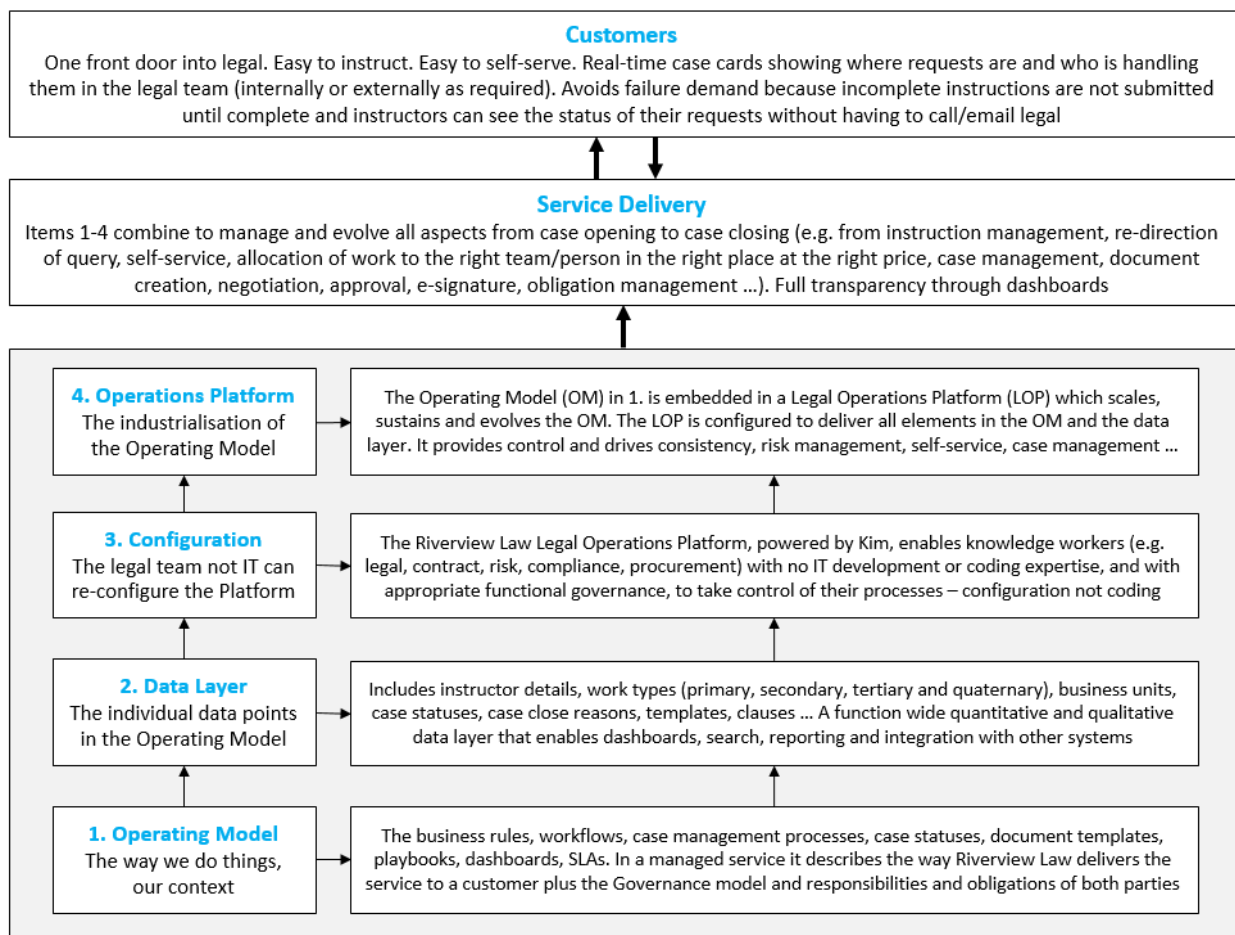 Customers
One front door into legal. Easy to instruct. Easy to self-serve. Real-time case cards showing where requests are and who is handling
them in the legal team (internally or externally as required). Avoids failure demand because incomplete instructions are not submitted
until complete and instructors can see the status of their requests without having to call/email legal
Service Delivery
Items 1-4 combine to manage and evolve all aspects from case opening to case closing (e.g. from instruction management, re-direction
of query, self-service, allocation of work to the right team/person in the right place at the right price, case management, document
creation, negotiation, approval, e-signature, obligation management ...). Full transparency through dashboards
4. Operations Platform
The industrialisation of
the Operating Model
The Operating Model (OM) in 1. is embedded in a Legal Operations Platform (LOP) which scales,
sustains and evolves the OM. The LOP is configured to deliver all elements in the OM and the data
layer. It provides control and drives consistency, risk management, self-service, case management ...
3. Configuration
The legal team not IT can
re-configure the Platform
The Riverview Law Legal Operations Platform, powered by Kim, enables knowledge workers (e.g.
legal, contract, risk, compliance, procurement) with no IT development or coding expertise, and with
appropriate functional governance, to take control of their processes – configuration not coding
2. Data Layer
The individual data points
in the Operating Model
Includes instructor details, work types (primary, secondary, tertiary and quaternary), business units,
case statuses, case close reasons, templates, clauses ... A function wide quantitative and qualitative
data layer that enables dashboards, search, reporting and integration with other systems
1. Operating Model
The way we do things,
our context
The business rules, workflows, case management processes, case statuses, document templates,
playbooks, dashboards, SLAs. In a managed service it describes the way Riverview Law delivers the
service to a customer plus the Governance model and responsibilities and obligations of both parties